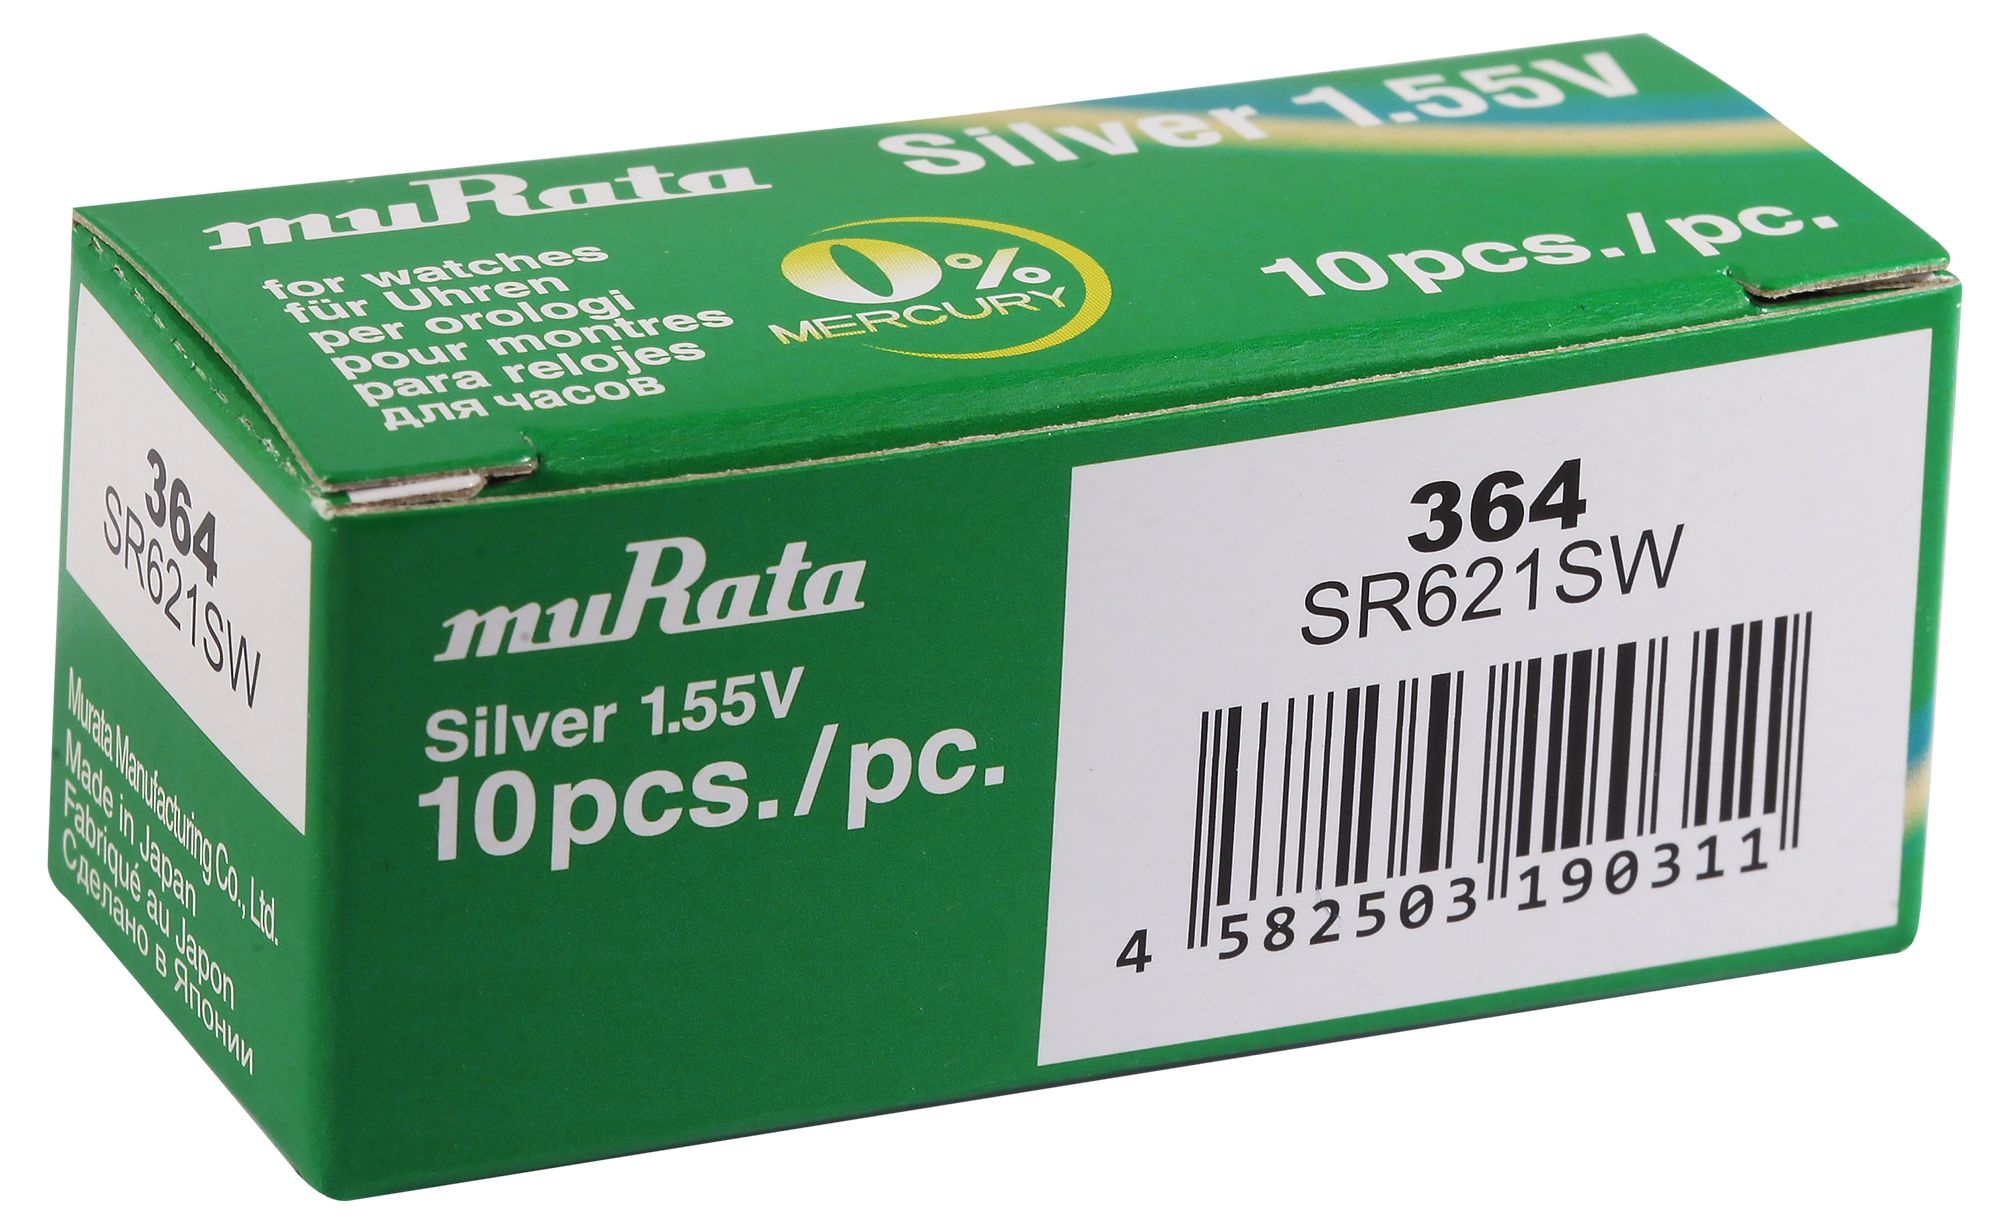 muRata
Silver 1.55V
for watches
für Uhren
per orologi
pour montres
para relojes
для часов
0%
MERCURY
10pcs./pc.
364
SR621SW
Murata Manufacturing Co., Ltd.
Made in Japan
Fabriqué au Japon
Сделано в Японии
muRata
Silver 1.55V
10pcs./pc.
364
SR621SW
4 582503 190311